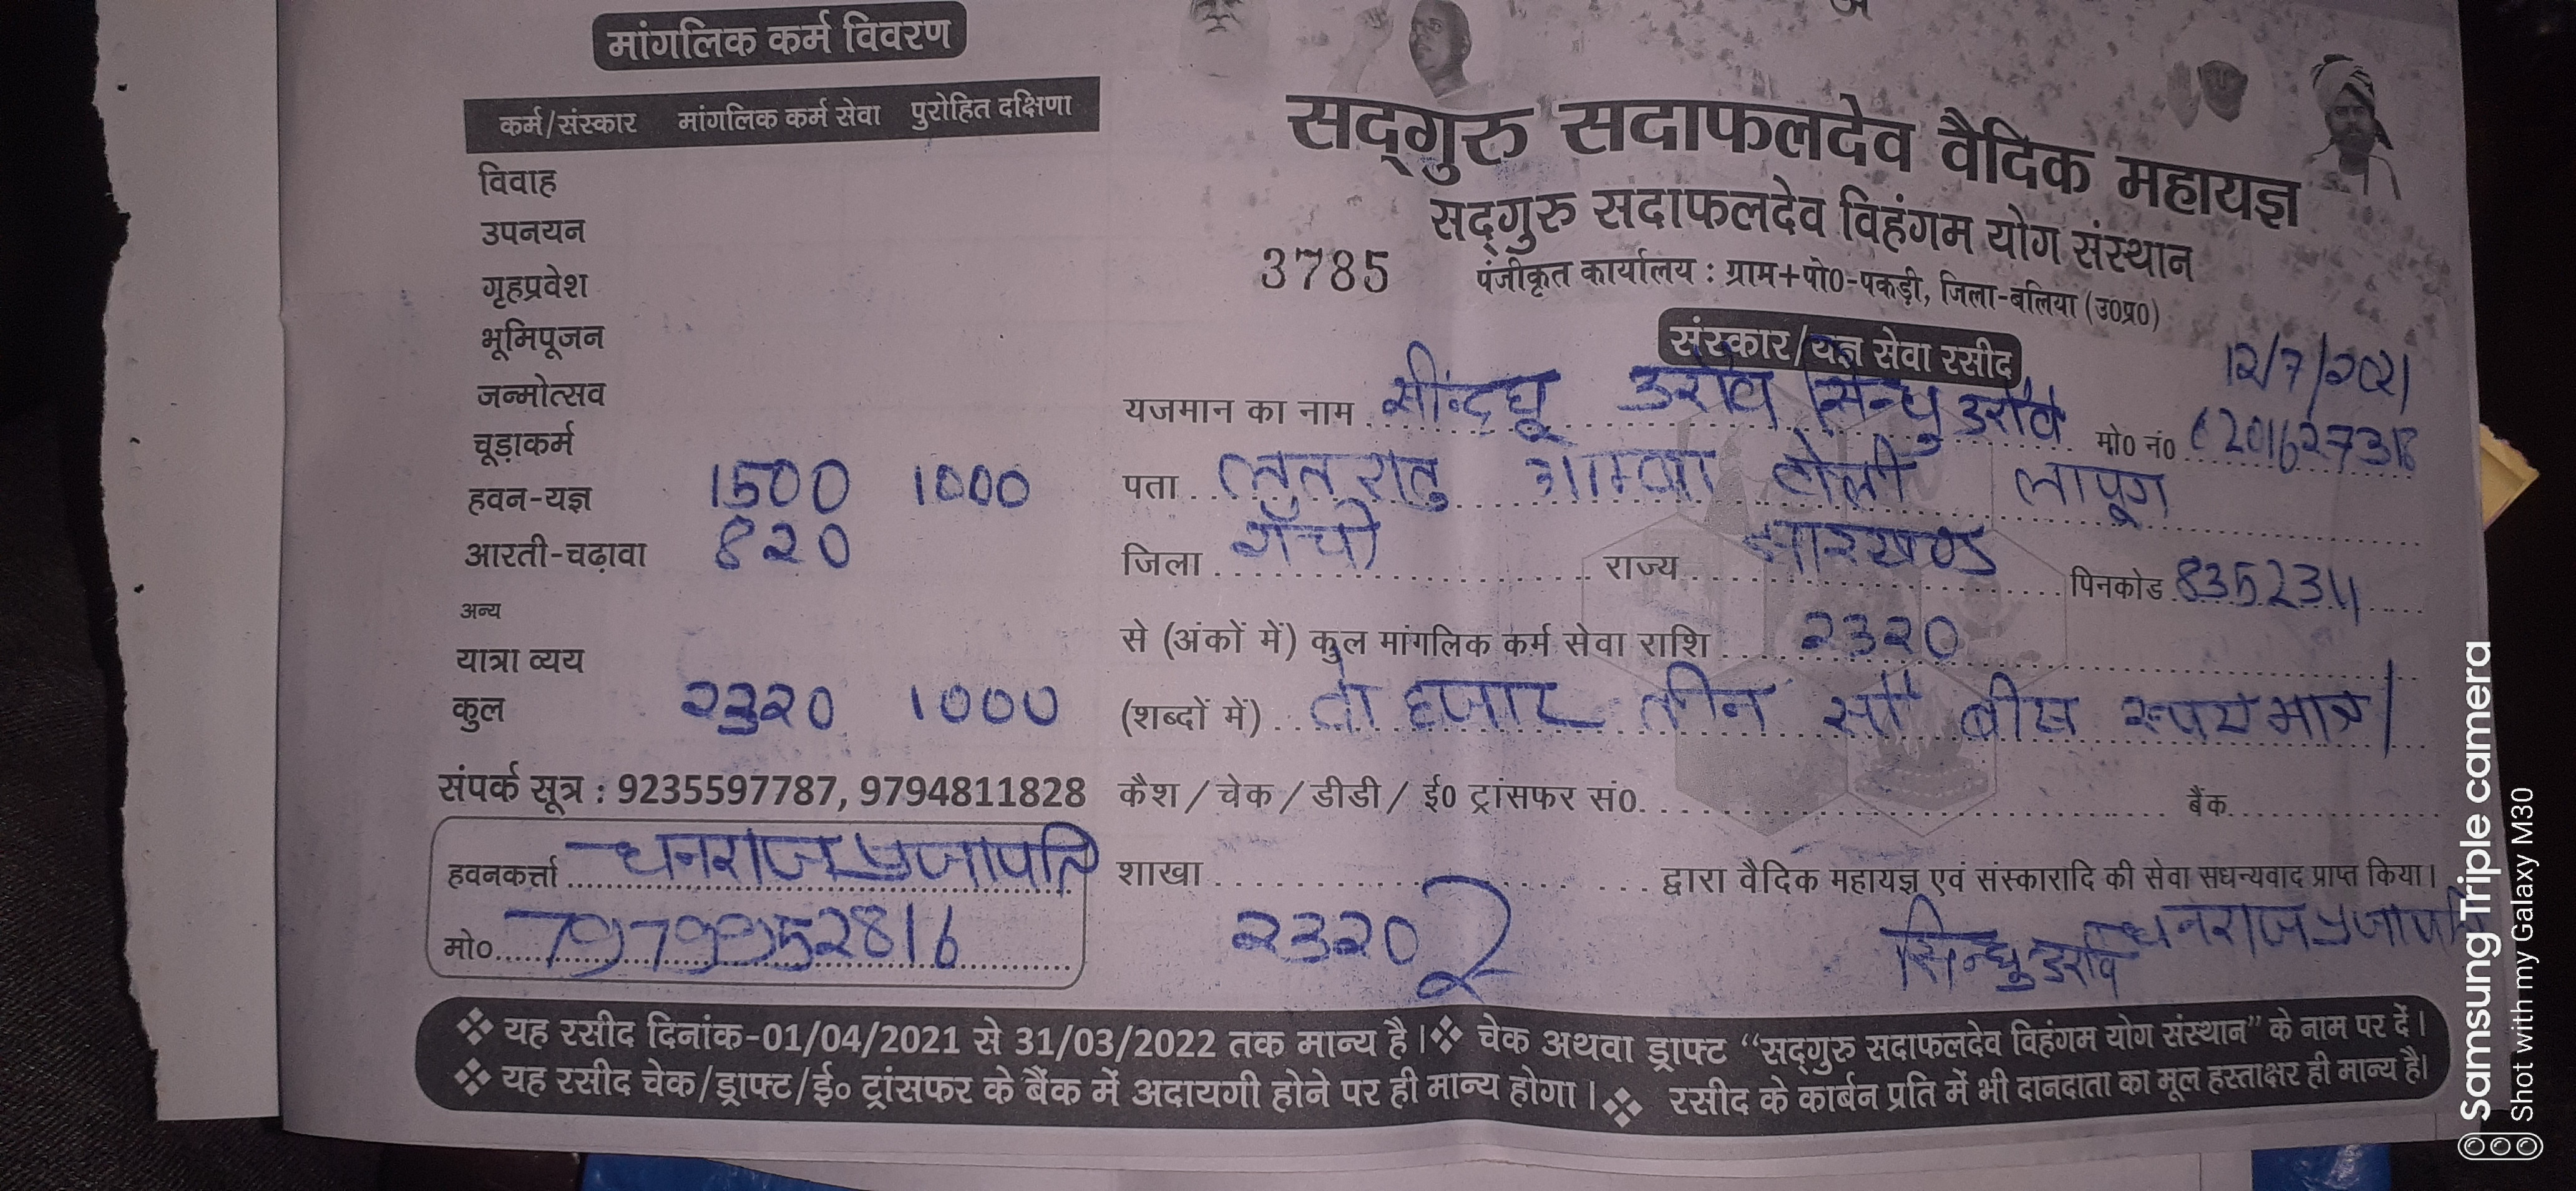 मांगलिक कर्म विवरण
कर्म/संस्कार मांगलिक कर्म सेवा पुरोहित दक्षिणा
विवाह
उपनयन
गृहप्रवेश
भूमिपूजन
जन्मोत्सव
चूड़ाकर्म
हवन-यज्ञ 1500 1000
आरती-चढ़ावा 820
अन्य
यात्रा व्यय
कुल 2320 1000
संपर्क सूत्र : 9235597787, 9794811828
हवनकर्त्ता धनराज प्रजापति
मो०
सद्गुरु सदाफलदेव वैदिक महायज्ञ
सद्गुरु सदाफलदेव विहंगम योग संस्थान
3785 पंजीकृत कार्यालय : ग्राम+पो0-पकड़ी, जिला-बलिया (उ0प्र0)
संस्कार/यज्ञ सेवा रसीद
12/7/2021
यजमान का नाम सीन्दघू उराँव सिन्धु उराँव मो0 नं0
पता टोली लापूग
जिला राँची राज्य झारखण्ड पिनकोड
से (अंकों में) कुल मांगलिक कर्म सेवा राशि 2320
(शब्दों में) दो हजार तीन सौ बीस रूपये मात्र/
कैश / चेक / डीडी / ई0 ट्रांसफर सं0. बैंक
शाखा द्वारा वैदिक महायज्ञ एवं संस्कारादि की सेवा सधन्यवाद प्राप्त किया।
2320 सिन्धु उराँव धनराज प्रजापति
❖ यह रसीद दिनांक-01/04/2021 से 31/03/2022 तक मान्य है। ❖ चेक अथवा ड्राफ्ट “सद्गुरु सदाफलदेव विहंगम योग संस्थान” के नाम पर दें।
❖ यह रसीद चेक/ड्राफ्ट/ई० ट्रांसफर के बैंक में अदायगी होने पर ही मान्य होगा। ❖ रसीद के कार्बन प्रति में भी दानदाता का मूल हस्ताक्षर ही मान्य है।
Samsung Triple camera
Shot with my Galaxy M30